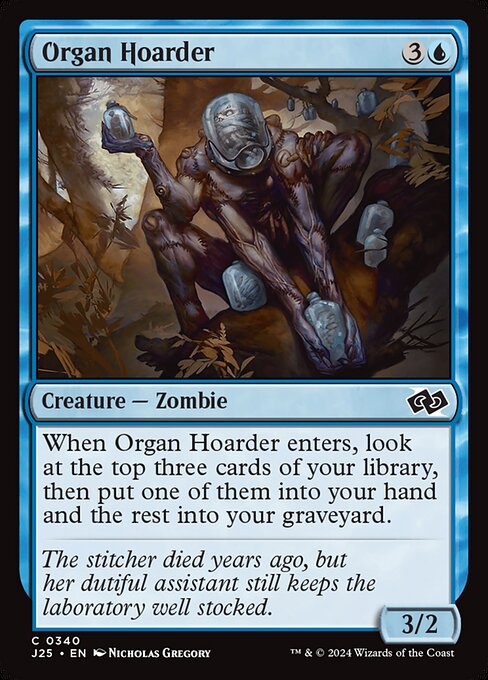 Organ Hoarder 3
Creature — Zombie
When Organ Hoarder enters, look
at the top three cards of your library,
then put one of them into your hand
and the rest into your graveyard.
The stitcher died years ago, but
her dutiful assistant still keeps the
laboratory well stocked.
3/2
C 0340
J25 • EN Nicholas Gregory
™ & © 2024 Wizards of the Coast